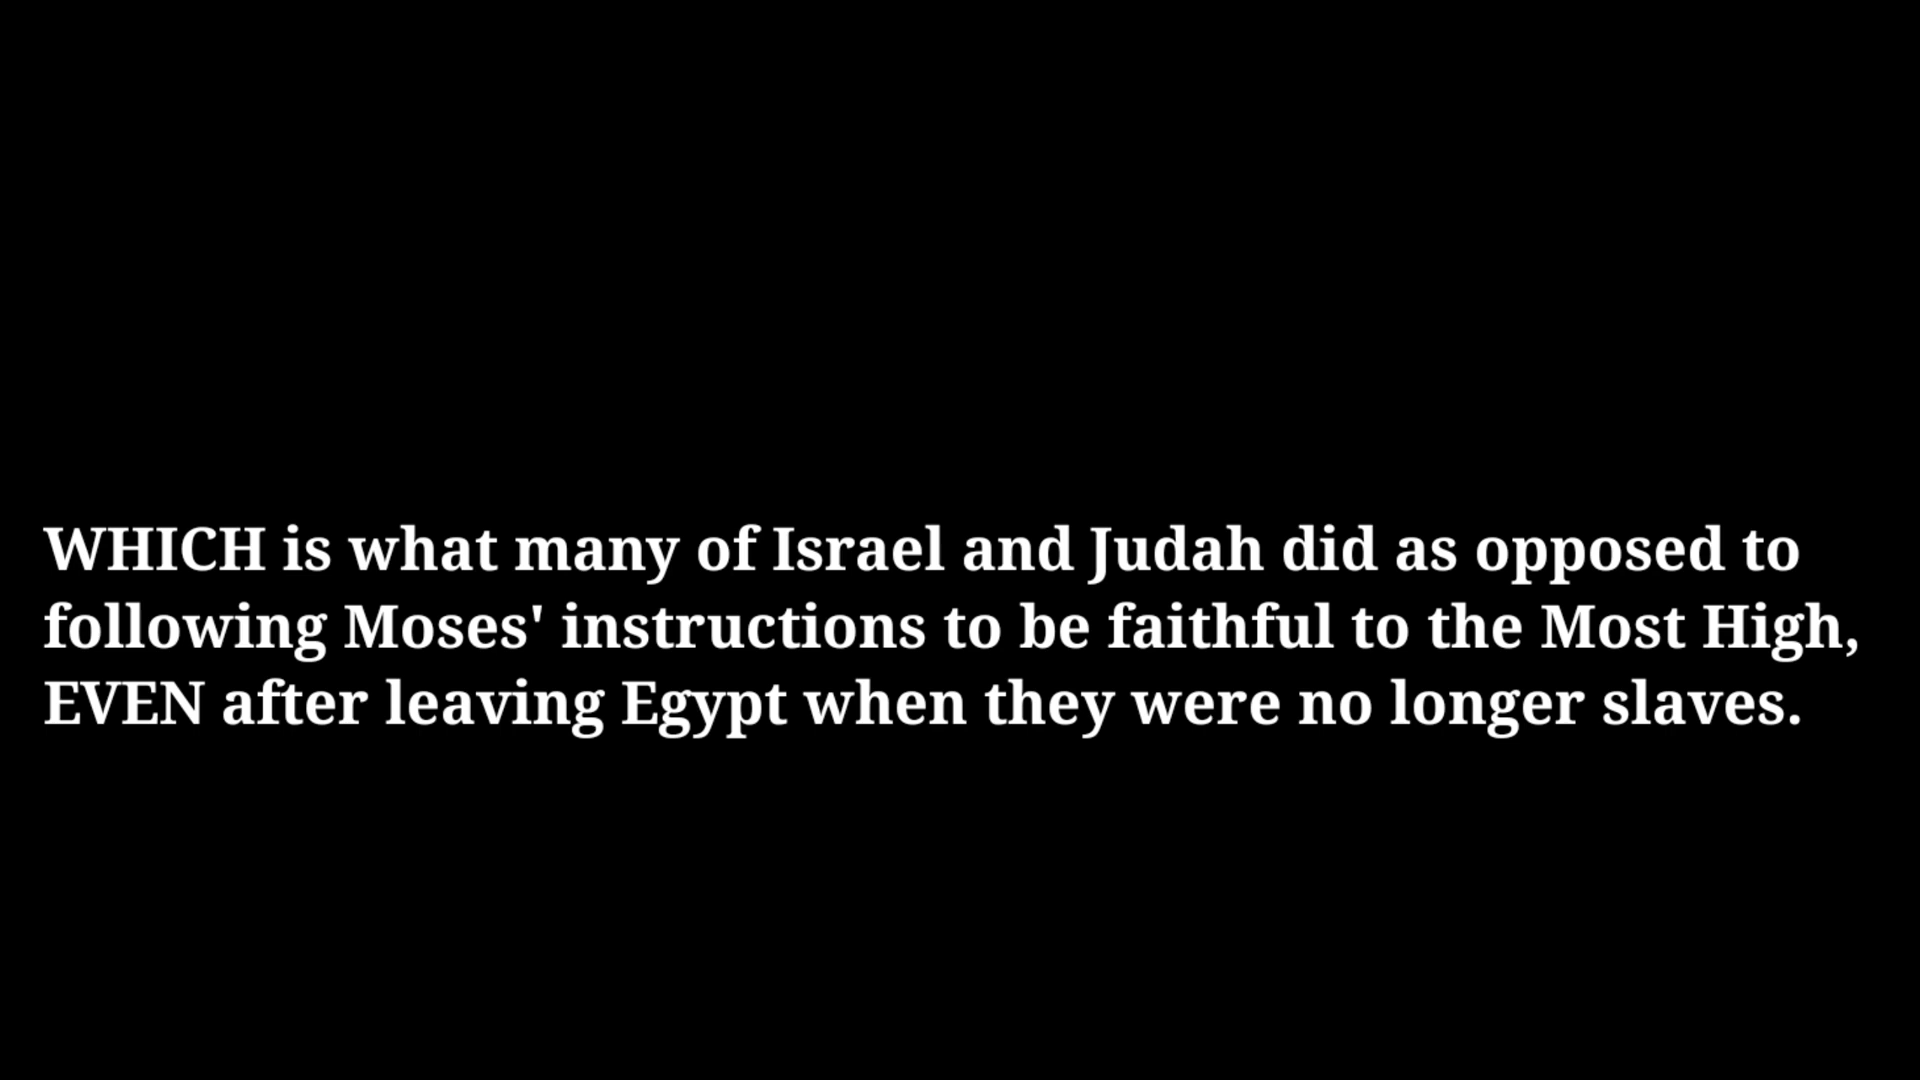 WHICH is what many of Israel and Judah did as opposed to
following Moses' instructions to be faithful to the Most High,
EVEN after leaving Egypt when they were no longer slaves.